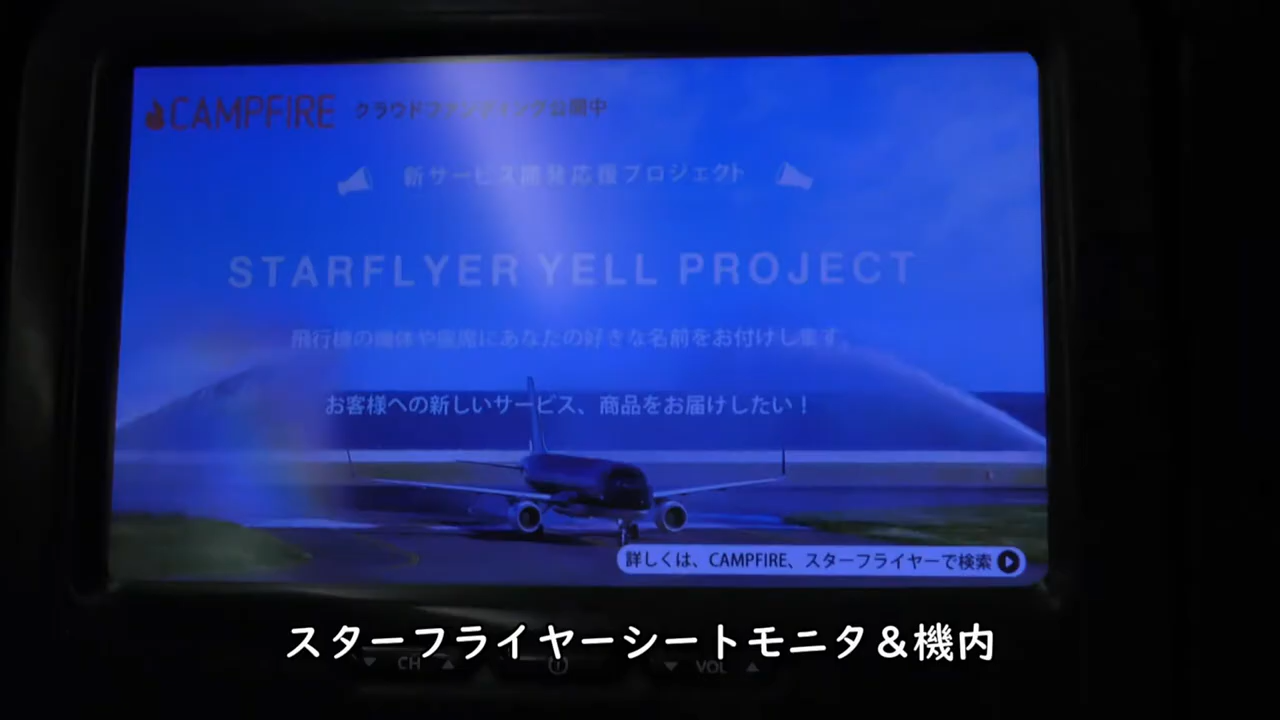 CAMPFIRE クラウドファンディング公開中
新サービス開発応援プロジェクト
STARFLYER YELL PROJECT
飛行機の機体や座席にあなたの好きな名前をお付けします。
お客様への新しいサービス、商品をお届けしたい！
詳しくは、CAMPFIRE、スターフライヤーで検索
スターフライヤーシートモニタ＆機内
CH VOL